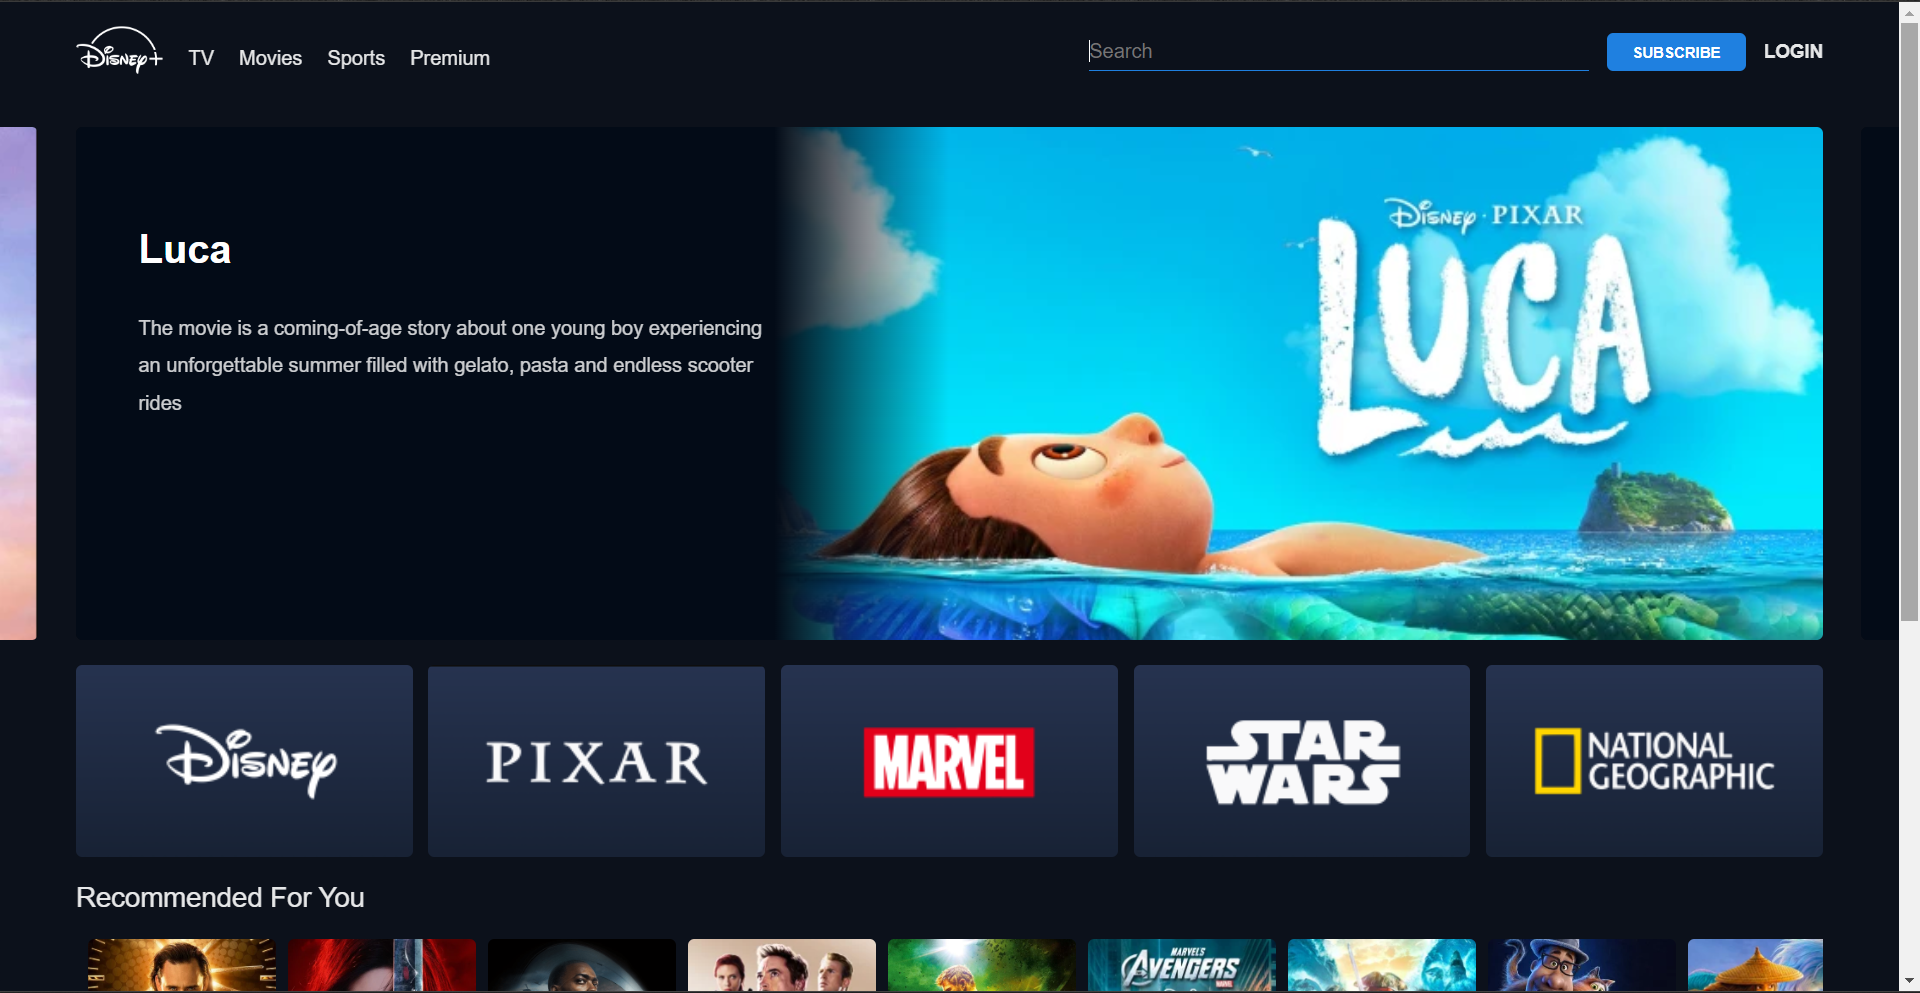 Disney+
TV
Movies
Sports
Premium
Search
SUBSCRIBE
LOGIN
Luca
The movie is a coming-of-age story about one young boy experiencing
an unforgettable summer filled with gelato, pasta and endless scooter
rides
Disney · PIXAR
LUCA
Disney
PIXAR
MARVEL
STAR
WARS
NATIONAL
GEOGRAPHIC
Recommended For You
MARVEL'S
AVENGERS